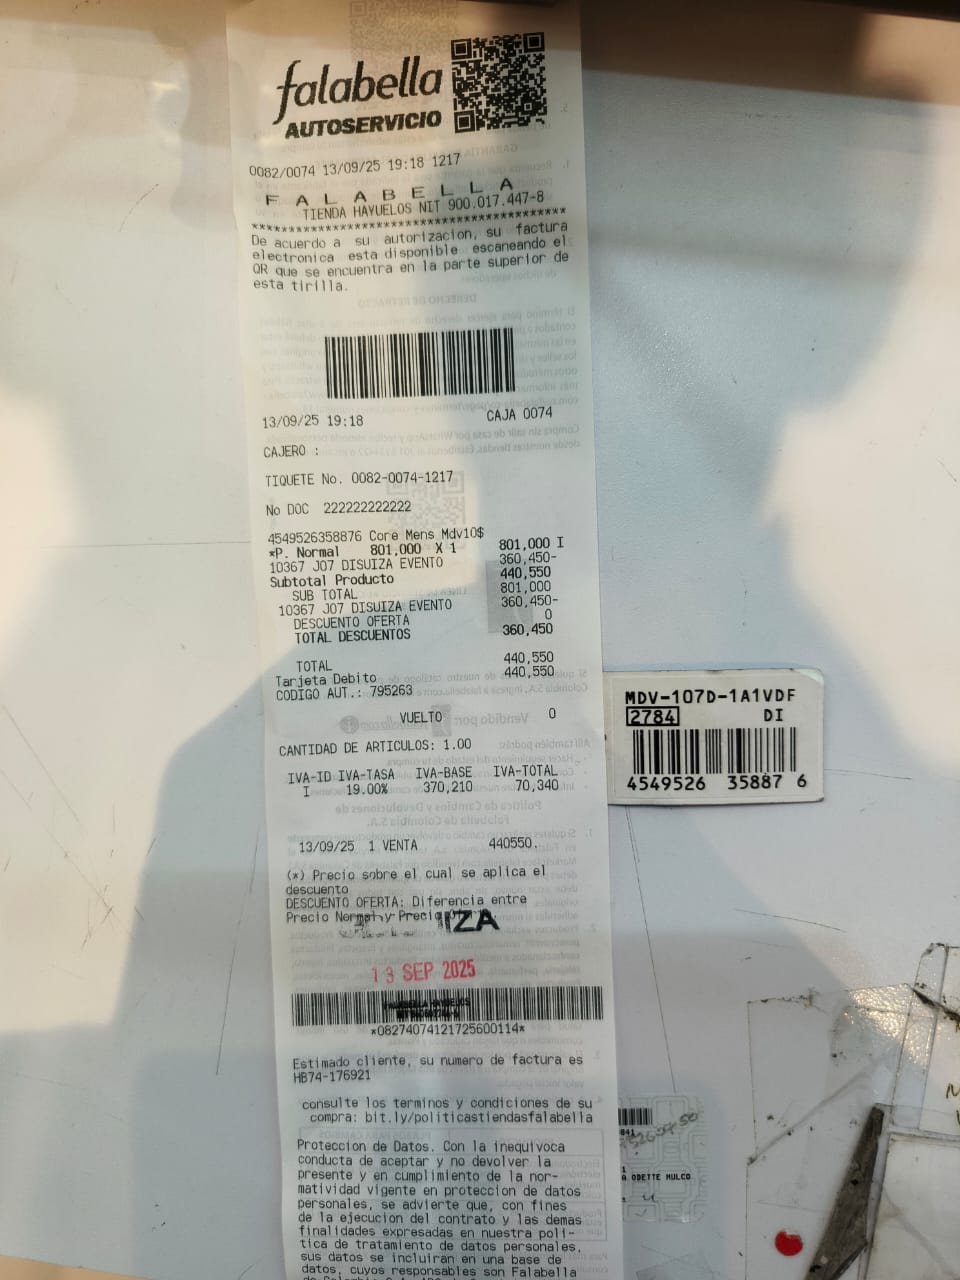 falabella
AUTOSERVICIO
0082/0074 13/09/25 19:18 1217
F A L A B E L L A
TIENDA HAYUELOS NIT 900.017.447-8
****************************************
De acuerdo a su autorizacion, su factura
electronica esta disponible escaneando el
QR que se encuentra en la parte superior de
esta tirilla.
13/09/25 19:18 CAJA 0074
CAJERO :
TIQUETE No. 0082-0074-1217
No DOC 222222222222
4549526358876 Core Mens Mdv10$
*P. Normal 801,000 X 1 801,000 I
10367 J07 DISUIZA EVENTO 360,450-
Subtotal Producto 440,550
SUB TOTAL 801,000
10367 J07 DISUIZA EVENTO 360,450-
DESCUENTO OFERTA 0
TOTAL DESCUENTOS 360,450
TOTAL 440,550
Tarjeta Debito 440,550
CODIGO AUT.: 795263
VUELTO 0
CANTIDAD DE ARTICULOS: 1.00
IVA-ID IVA-TASA IVA-BASE IVA-TOTAL
I 19.00% 370,210 70,340
13/09/25 1 VENTA 440550.
(*) Precio sobre el cual se aplica el
descuento
DESCUENTO OFERTA: Diferencia entre
Precio Normal y Precio
IZA
13 SEP 2025
FALABELLA HAYUELOS
*08274074121725600114*
Estimado cliente, su numero de factura es
HB74-176921
consulte los terminos y condiciones de su
compra: bit.ly/politicastiendasfalabella
Proteccion de Datos. Con la inequivoca
conducta de aceptar y no devolver la
presente y en cumplimiento de la nor-
matividad vigente en proteccion de datos
personales, se advierte que, con fines
de la ejecucion del contrato y las demas
finalidades expresadas en nuestra poli-
tica de tratamiento de datos personales,
sus datos se incluiran en una base de
datos, cuyos responsables son Falabella
MDV-107D-1A1VDF
2784 DI
4549526 35887 6
841
A ODETTE MULCO